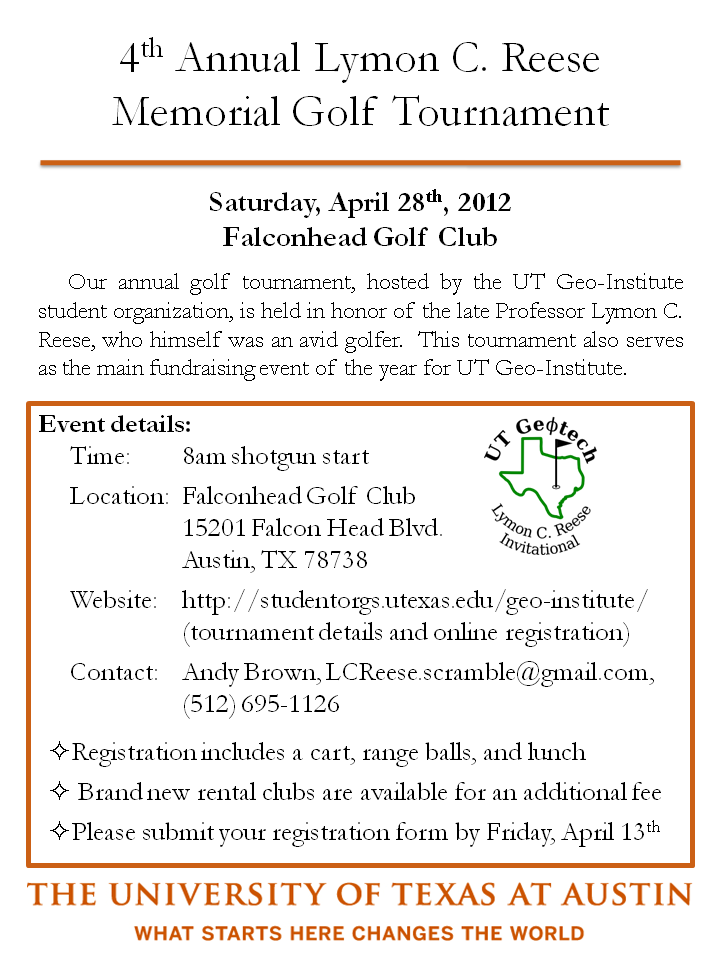 4th Annual Lymon C. Reese
Memorial Golf Tournament
Saturday, April 28th, 2012
Falconhead Golf Club
Our annual golf tournament, hosted by the UT Geo-Institute
student organization, is held in honor of the late Professor Lymon C.
Reese, who himself was an avid golfer. This tournament also serves
as the main fundraising event of the year for UT Geo-Institute.
Event details:
Time: 8am shotgun start
Location: Falconhead Golf Club
15201 Falcon Head Blvd.
Austin, TX 78738
UT Geϕtech
Lymon C. Reese
Invitational
Website: http://studentorgs.utexas.edu/geo-institute/
(tournament details and online registration)
Contact: Andy Brown, LCReese.scramble@gmail.com,
(512) 695-1126
✧Registration includes a cart, range balls, and lunch
✧ Brand new rental clubs are available for an additional fee
✧Please submit your registration form by Friday, April 13th
THE UNIVERSITY OF TEXAS AT AUSTIN
WHAT STARTS HERE CHANGES THE WORLD